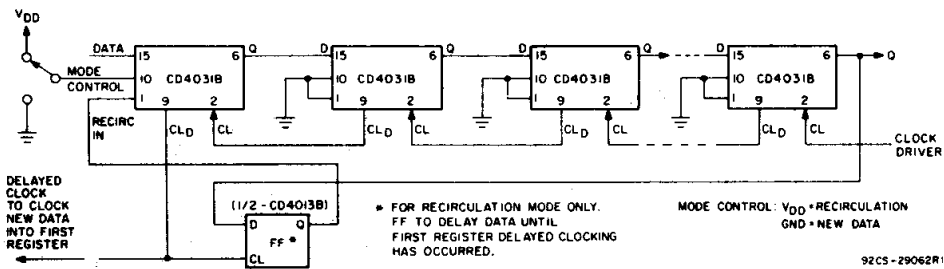 VDD
DATA
15
6
Q
D
15
6
Q
D
15
6
Q
D
15
6
Q
MODE
CONTROL
10
CD4031B
10
CD4031B
10
CD4031B
10
CD4031B
1
9
2
1
9
2
1
9
2
1
9
2
RECIRC
IN
CLD
CL
CLD
CL
CLD
CL
CLD
CL
CLOCK
DRIVER
DELAYED
CLOCK
TO CLOCK
NEW DATA
INTO FIRST
REGISTER
(1/2 - CD4013B)
D
Q
FF *
CL
* FOR RECIRCULATION MODE ONLY.
FF TO DELAY DATA UNTIL
FIRST REGISTER DELAYED CLOCKING
HAS OCCURRED.
MODE CONTROL: VDD = RECIRCULATION
GND = NEW DATA
92CS-29062R1